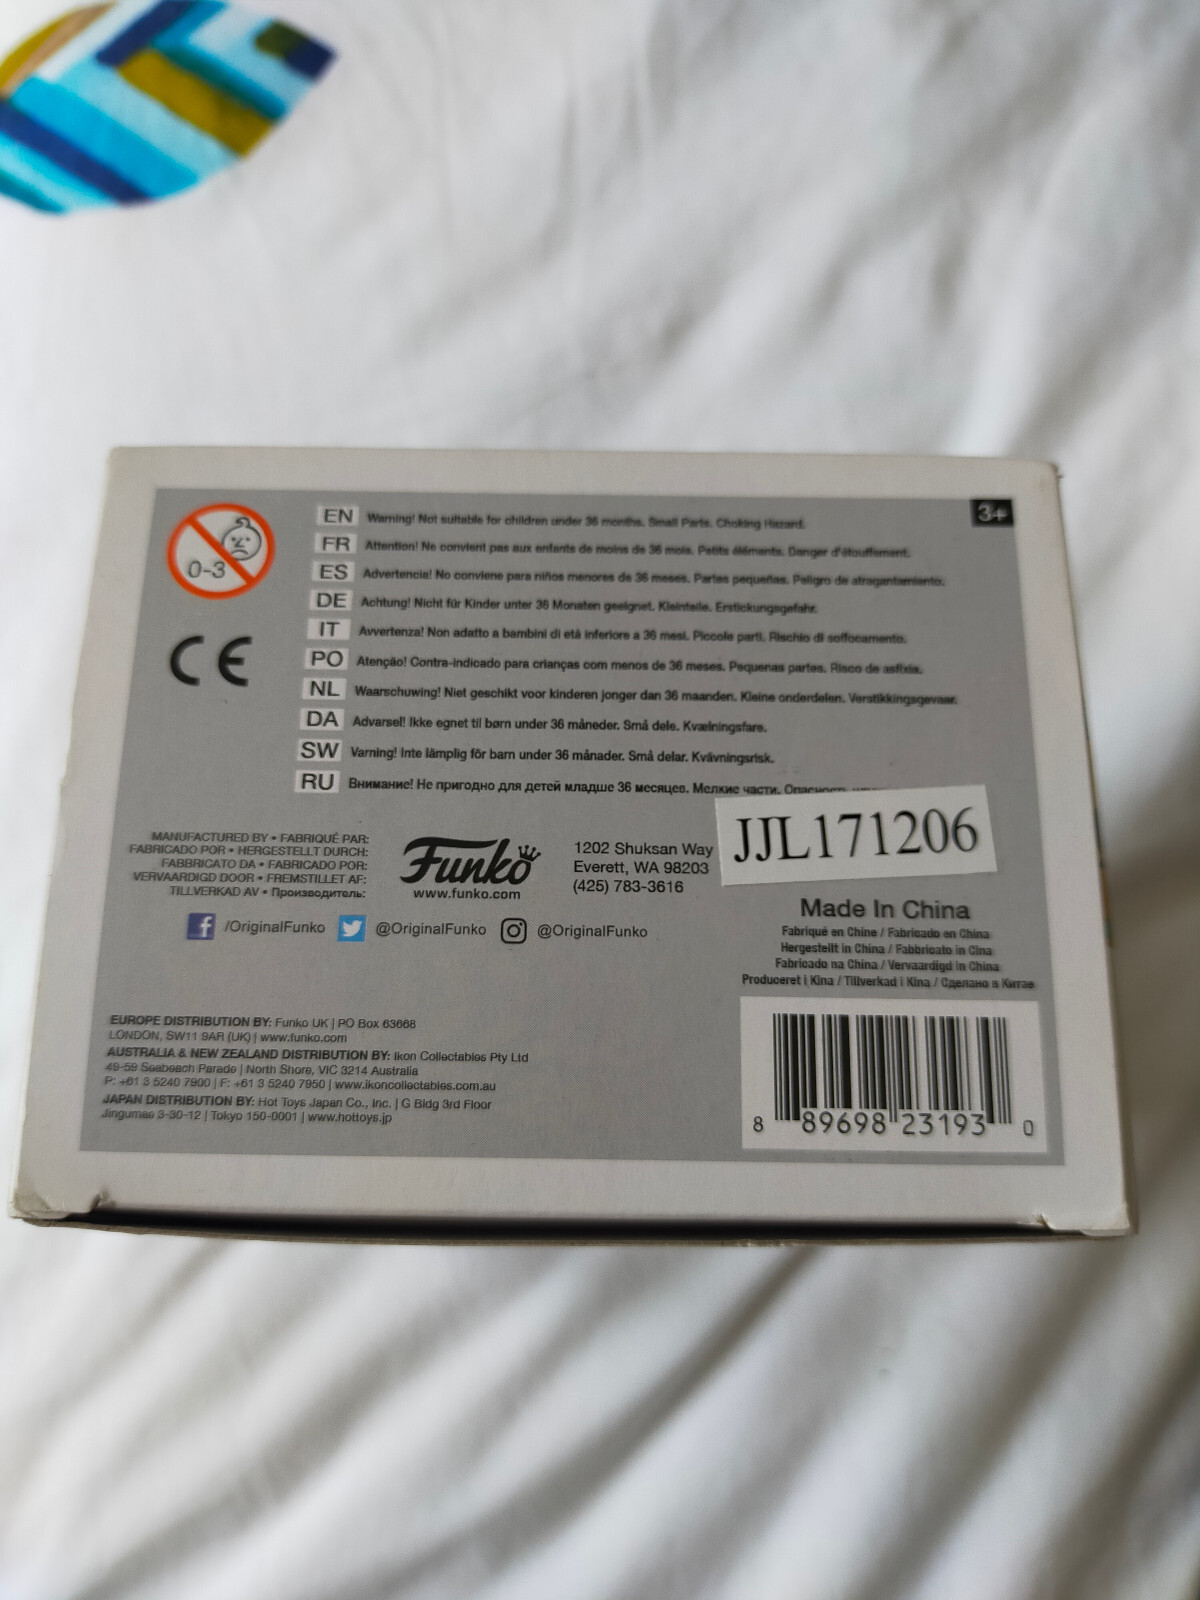 0-3
3+
EN Warning! Not suitable for children under 36 months. Small Parts. Choking Hazard.
FR Attention! Ne convient pas aux enfants de moins de 36 mois. Petits éléments. Danger d'étouffement.
ES Advertencia! No conviene para niños menores de 36 meses. Partes pequeñas. Peligro de atragantamiento.
DE Achtung! Nicht für Kinder unter 36 Monaten geeignet. Kleinteile. Erstickungsgefahr.
IT Avvertenza! Non adatto a bambini di età inferiore a 36 mesi. Piccole parti. Rischio di soffocamento.
PO Atenção! Contra-indicado para crianças com menos de 36 meses. Pequenas partes. Risco de asfixia.
NL Waarschuwing! Niet geschikt voor kinderen jonger dan 36 maanden. Kleine onderdelen. Verstikkingsgevaar.
DA Advarsel! Ikke egnet til børn under 36 måneder. Små dele. Kvælningsfare.
SW Varning! Inte lämplig för barn under 36 månader. Små delar. Kvävningsrisk.
RU Внимание! Не пригодно для детей младше 36 месяцев. Мелкие части. Опасность
CE
MANUFACTURED BY • FABRIQUÉ PAR:
FABRICADO POR • HERGESTELLT DURCH:
FABBRICATO DA • FABRICADO POR:
VERVAARDIGD DOOR • FREMSTILLET AF:
TILLVERKAD AV • Производитель:
Funko
www.funko.com
1202 Shuksan Way
Everett, WA 98203
(425) 783-3616
JJL171206
/OriginalFunko @OriginalFunko @OriginalFunko
Made In China
Fabriqué en Chine / Fabricado en China
Hergestellt in China / Fabbricato in Cina
Fabricado na China / Vervaardigd in China
Produceret i Kina / Tillverkad i Kina / Сделано в Китае
EUROPE DISTRIBUTION BY: Funko UK | PO Box 63668
LONDON, SW11 9AR (UK) | www.funko.com
AUSTRALIA & NEW ZEALAND DISTRIBUTION BY: Ikon Collectables Pty Ltd
49-59 Seabeach Parade | North Shore, VIC 3214 Australia
P: +61 3 5240 7900 | F: +61 3 5240 7950 | www.ikoncollectables.com.au
JAPAN DISTRIBUTION BY: Hot Toys Japan Co., Inc. | G Bldg 3rd Floor
Jingumae 3-30-12 | Tokyo 150-0001 | www.hottoys.jp
8 89698 23193 0